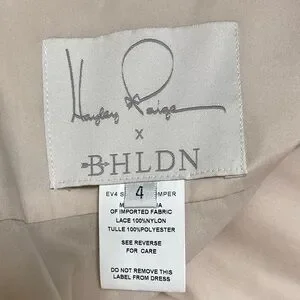 Hayley Paige
x
BHLDN
4
EV4
OF IMPORTED FABRIC
LACE 100%NYLON
TULLE 100%POLYESTER
SEE REVERSE
FOR CARE
DO NOT REMOVE THIS
LABEL FROM DRESS